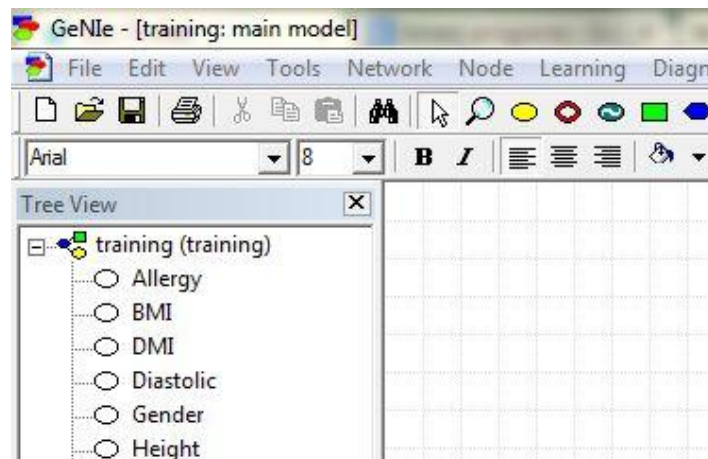 GeNIe - [training: main model]
File Edit View Tools Network Node Learning Diagn
Arial 8 B I
Tree View
training (training)
Allergy
BMI
DMI
Diastolic
Gender
Height